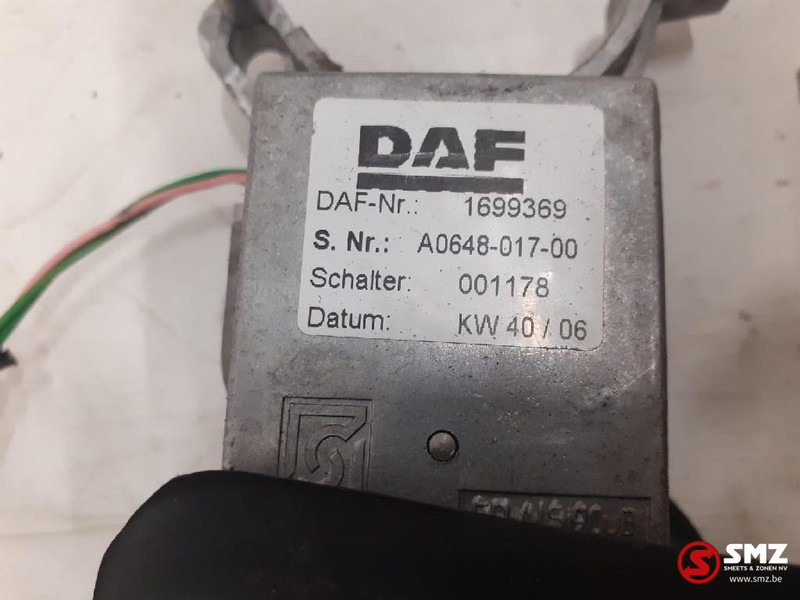 DAF
DAF-Nr.: 1699369
S. Nr.: A0648-017-00
Schalter: 001178
Datum: KW 40 / 06
SMZ
SMEETS & ZONEN NV
www.smz.be